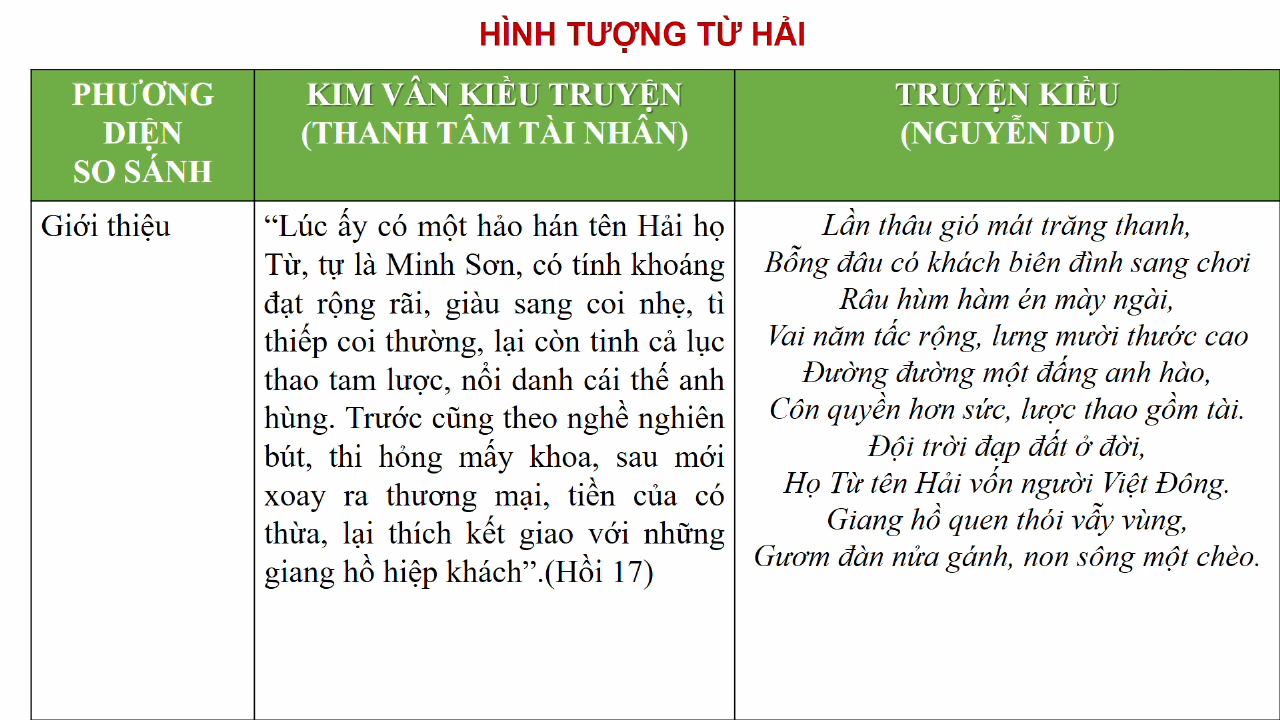 HÌNH TƯỢNG TỪ HẢI
PHƯƠNG
DIỆN
SO SÁNH
KIM VÂN KIỀU TRUYỆN
(THANH TÂM TÀI NHÂN)
TRUYỆN KIỀU
(NGUYỄN DU)
Giới thiệu
“Lúc ấy có một hảo hán tên Hải họ
Từ, tự là Minh Sơn, có tính khoáng
đạt rộng rãi, giàu sang coi nhẹ, tì
thiếp coi thường, lại còn tinh cả lục
thao tam lược, nổi danh cái thế anh
hùng. Trước cũng theo nghề nghiên
bút, thi hỏng mấy khoa, sau mới
xoay ra thương mại, tiền của có
thừa, lại thích kết giao với những
giang hồ hiệp khách”.(Hồi 17)
Lần thâu gió mát trăng thanh,
Bỗng đâu có khách biên đình sang chơi
Râu hùm hàm én mày ngài,
Vai năm tấc rộng, lưng mười thước cao
Đường đường một đấng anh hào,
Côn quyền hơn sức, lược thao gồm tài.
Đội trời đạp đất ở đời,
Họ Từ tên Hải vốn người Việt Đông.
Giang hồ quen thói vẫy vùng,
Gươm đàn nửa gánh, non sông một chèo.